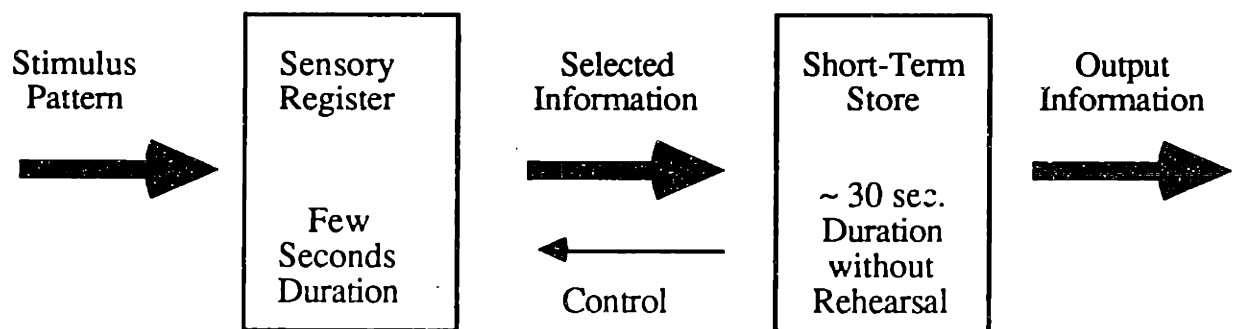 Stimulus
Pattern
Sensory
Register
Few
Seconds
Duration
Selected
Information
Control
Short-Term
Store
~ 30 sec.
Duration
without
Rehearsal
Output
Information